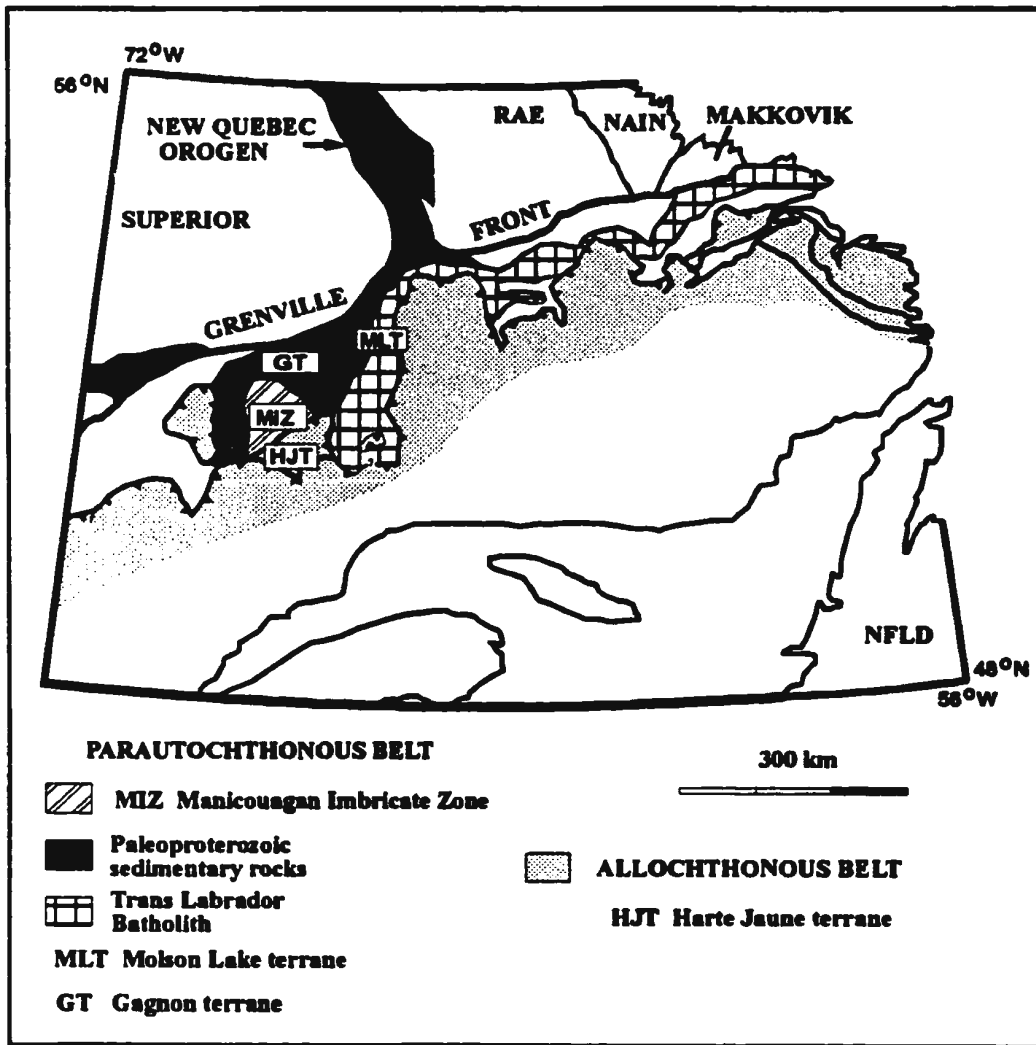 72°W
56°N
NEW QUEBEC
OROGEN
RAE
NAIN
MAKKOVIK
SUPERIOR
FRONT
GRENVILLE
MLT
GT
MIZ
HJT
NFLD
48°N
56°W
PARAUTOCHTHONOUS BELT
300 km
MIZ Manicouagan Imbricate Zone
Paleoproterozoic
sedimentary rocks
ALLOCHTHONOUS BELT
Trans Labrador
Batholith
HJT Harte Jaune terrane
MLT Molson Lake terrane
GT Gagnon terrane